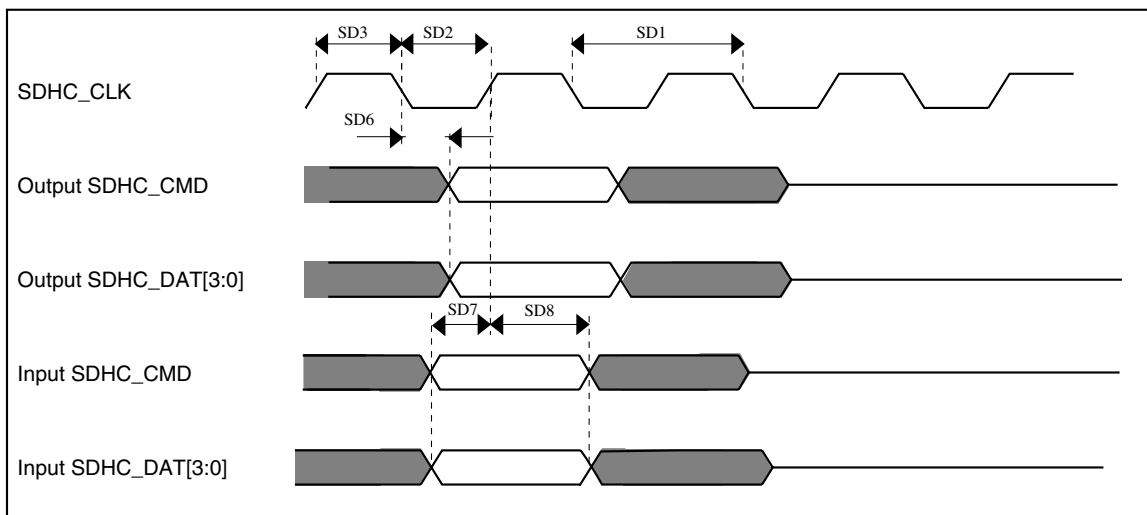 SD3 SD2 SD1
SDHC_CLK
SD6
Output SDHC_CMD
Output SDHC_DAT[3:0]
SD7 SD8
Input SDHC_CMD
Input SDHC_DAT[3:0]